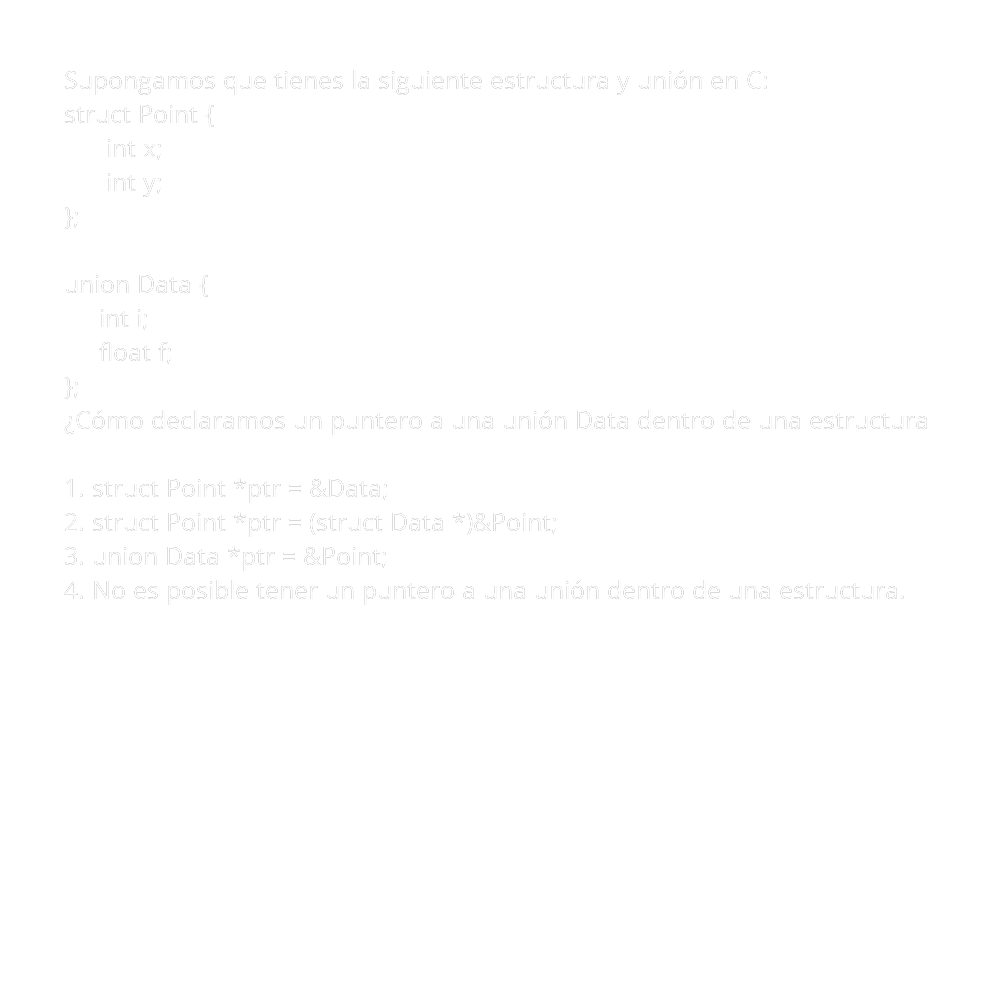 Supongamos que tienes la siguiente estructura y unión en C:
struct Point {
int x;
int y;
};
union Data {
int i;
float f;
};
¿Cómo declaramos un puntero a una unión Data dentro de una estructura
1. struct Point *ptr = &Data;
2. struct Point *ptr = (struct Data *)&Point;
3. union Data *ptr = &Point;
4. No es posible tener un puntero a una unión dentro de una estructura.